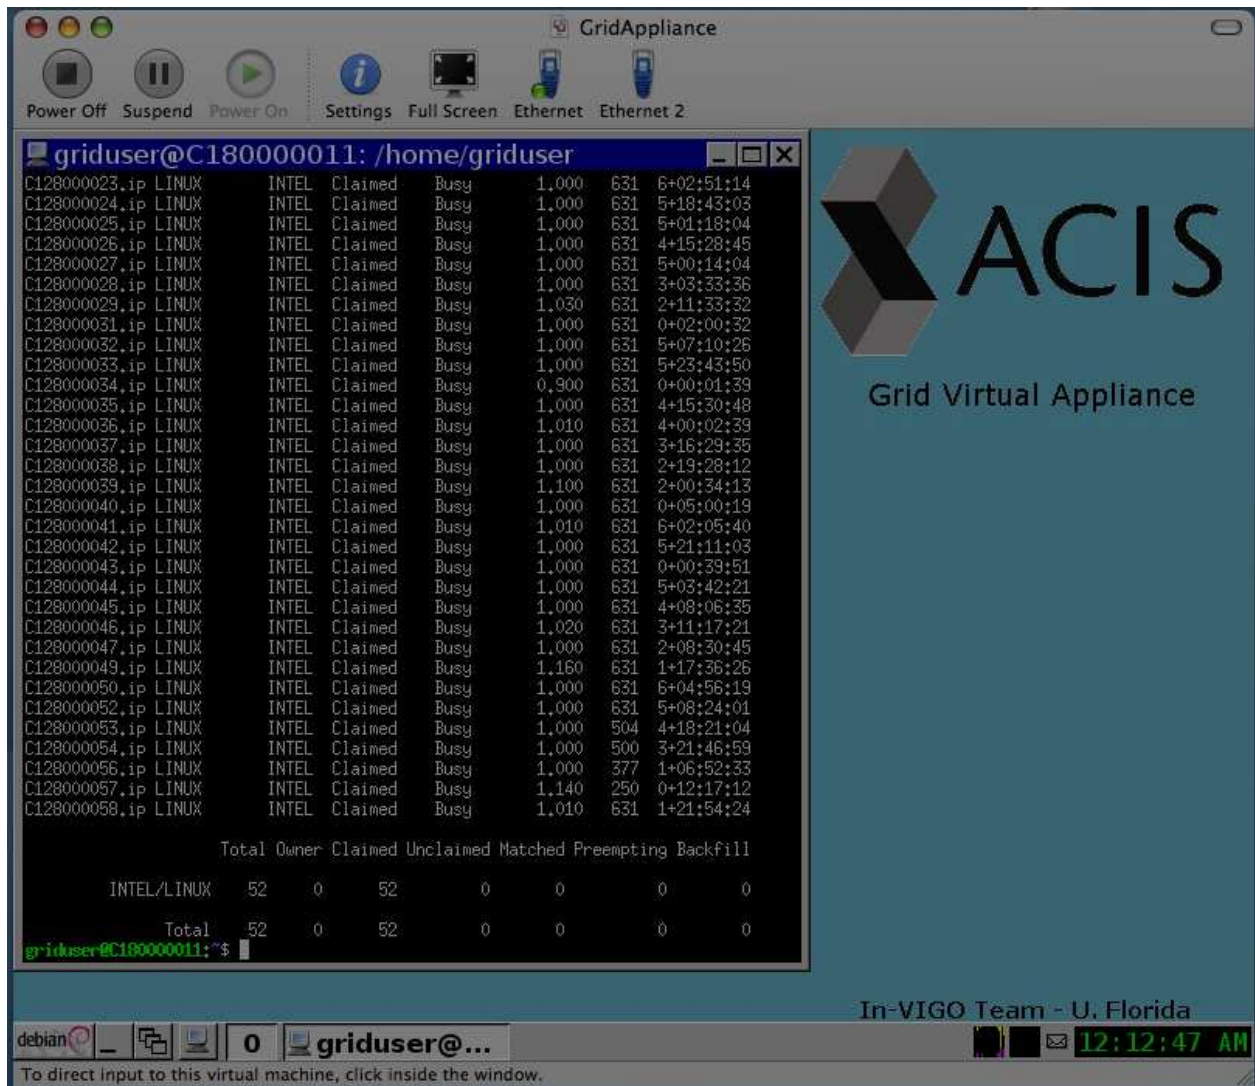 GridAppliance
Power Off Suspend Power On Settings Full Screen Ethernet Ethernet 2
griduser@C180000011: /home/griduser
C128000023.ip LINUX INTEL Claimed Busy 1.000 631 6+02:51:14
C128000024.ip LINUX INTEL Claimed Busy 1.000 631 5+18:43:03
C128000025.ip LINUX INTEL Claimed Busy 1.000 631 5+01:18:04
C128000026.ip LINUX INTEL Claimed Busy 1.000 631 4+15:28:45
C128000027.ip LINUX INTEL Claimed Busy 1.000 631 5+00:14:04
C128000028.ip LINUX INTEL Claimed Busy 1.000 631 3+03:33:36
C128000029.ip LINUX INTEL Claimed Busy 1.030 631 2+11:33:32
C128000031.ip LINUX INTEL Claimed Busy 1.000 631 0+02:00:32
C128000032.ip LINUX INTEL Claimed Busy 1.000 631 5+07:10:26
C128000033.ip LINUX INTEL Claimed Busy 1.000 631 5+23:43:50
C128000034.ip LINUX INTEL Claimed Busy 0.900 631 0+00:01:39
C128000035.ip LINUX INTEL Claimed Busy 1.000 631 4+15:30:48
C128000036.ip LINUX INTEL Claimed Busy 1.010 631 4+00:02:39
C128000037.ip LINUX INTEL Claimed Busy 1.000 631 3+16:29:35
C128000038.ip LINUX INTEL Claimed Busy 1.000 631 2+19:28:12
C128000039.ip LINUX INTEL Claimed Busy 1.100 631 2+00:34:13
C128000040.ip LINUX INTEL Claimed Busy 1.000 631 0+05:00:19
C128000041.ip LINUX INTEL Claimed Busy 1.010 631 6+02:05:40
C128000042.ip LINUX INTEL Claimed Busy 1.000 631 5+21:11:03
C128000043.ip LINUX INTEL Claimed Busy 1.000 631 0+00:39:51
C128000044.ip LINUX INTEL Claimed Busy 1.000 631 5+03:42:21
C128000045.ip LINUX INTEL Claimed Busy 1.000 631 4+08:06:35
C128000046.ip LINUX INTEL Claimed Busy 1.020 631 3+11:17:21
C128000047.ip LINUX INTEL Claimed Busy 1.000 631 2+08:30:45
C128000049.ip LINUX INTEL Claimed Busy 1.160 631 1+17:36:26
C128000050.ip LINUX INTEL Claimed Busy 1.000 631 6+04:56:19
C128000052.ip LINUX INTEL Claimed Busy 1.000 631 5+08:24:01
C128000053.ip LINUX INTEL Claimed Busy 1.000 504 4+18:21:04
C128000054.ip LINUX INTEL Claimed Busy 1.000 500 3+21:46:59
C128000056.ip LINUX INTEL Claimed Busy 1.000 377 1+06:52:33
C128000057.ip LINUX INTEL Claimed Busy 1.140 250 0+12:17:12
C128000058.ip LINUX INTEL Claimed Busy 1.010 631 1+21:54:24
Total Owner Claimed Unclaimed Matched Preempting Backfill
INTEL/LINUX 52 0 52 0 0 0 0
Total 52 0 52 0 0 0 0
griduser@C180000011:~$
ACIS
Grid Virtual Appliance
In-VIGO Team - U. Florida
debian 0 griduser@... 12:12:47 AM
To direct input to this virtual machine, click inside the window.